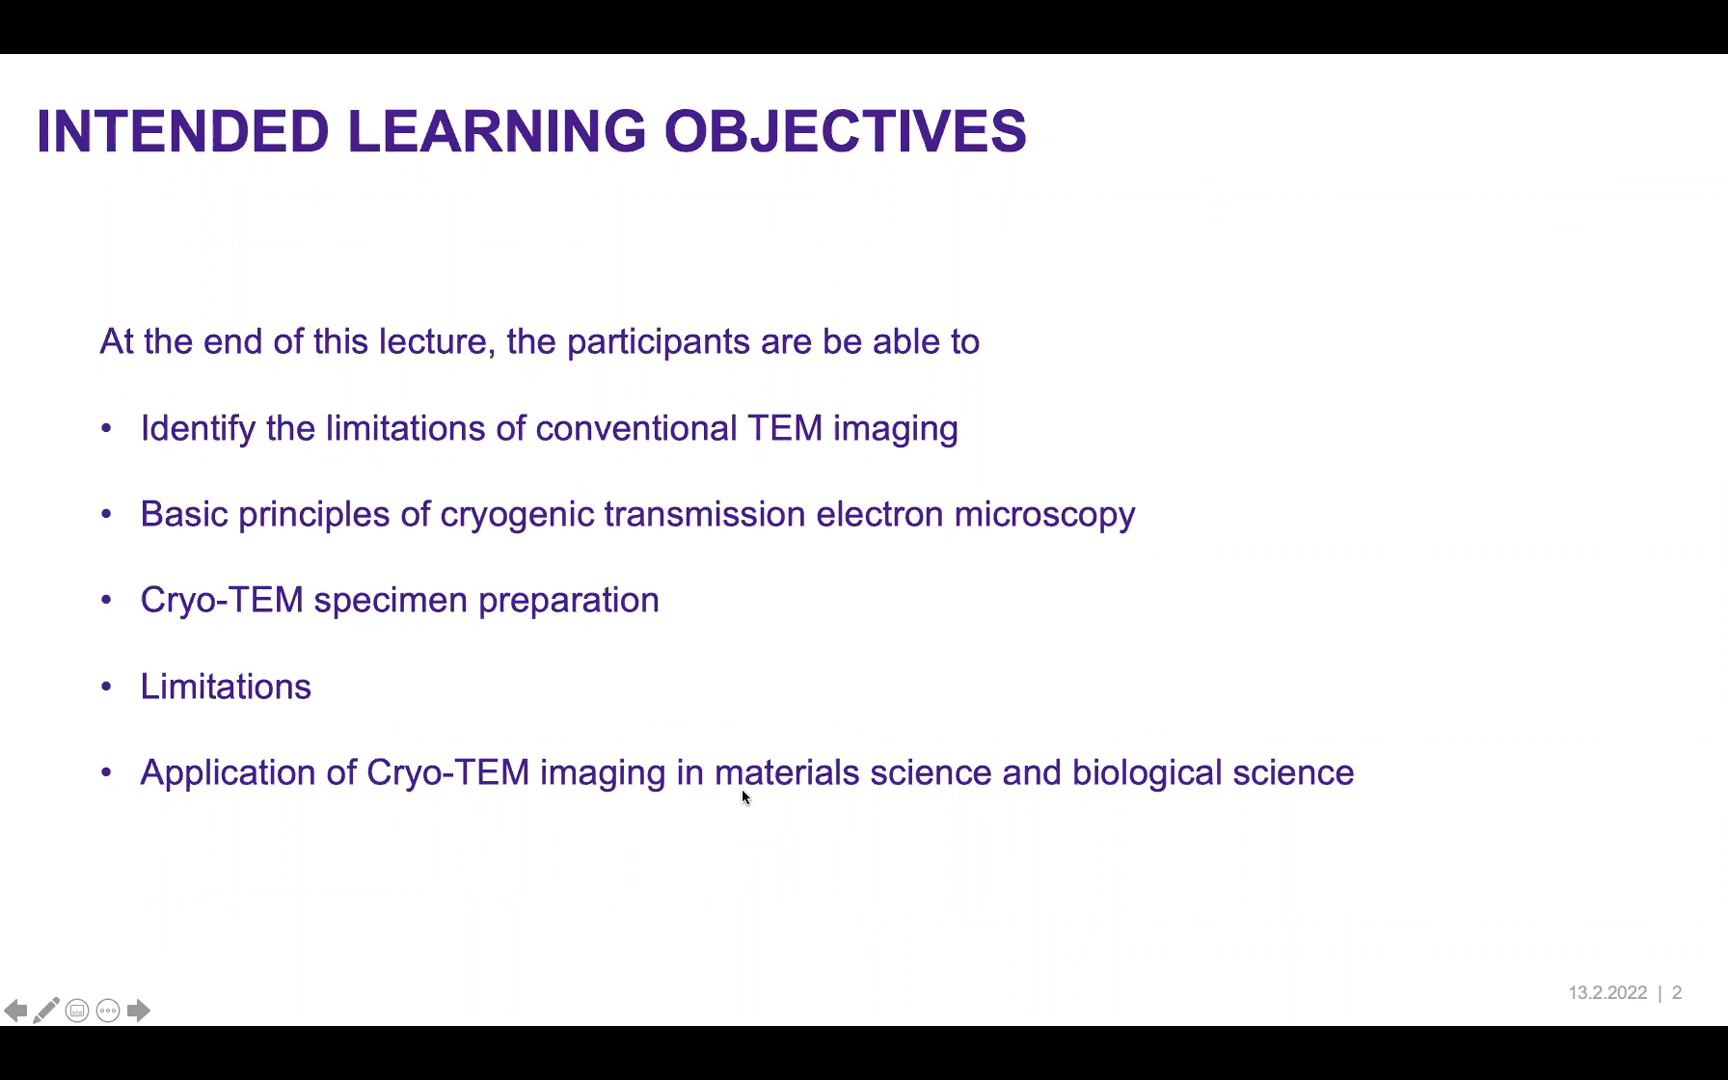 INTENDED LEARNING OBJECTIVES
At the end of this lecture, the participants are be able to
• Identify the limitations of conventional TEM imaging
• Basic principles of cryogenic transmission electron microscopy
• Cryo-TEM specimen preparation
• Limitations
• Application of Cryo-TEM imaging in materials science and biological science
13.2.2022 | 2